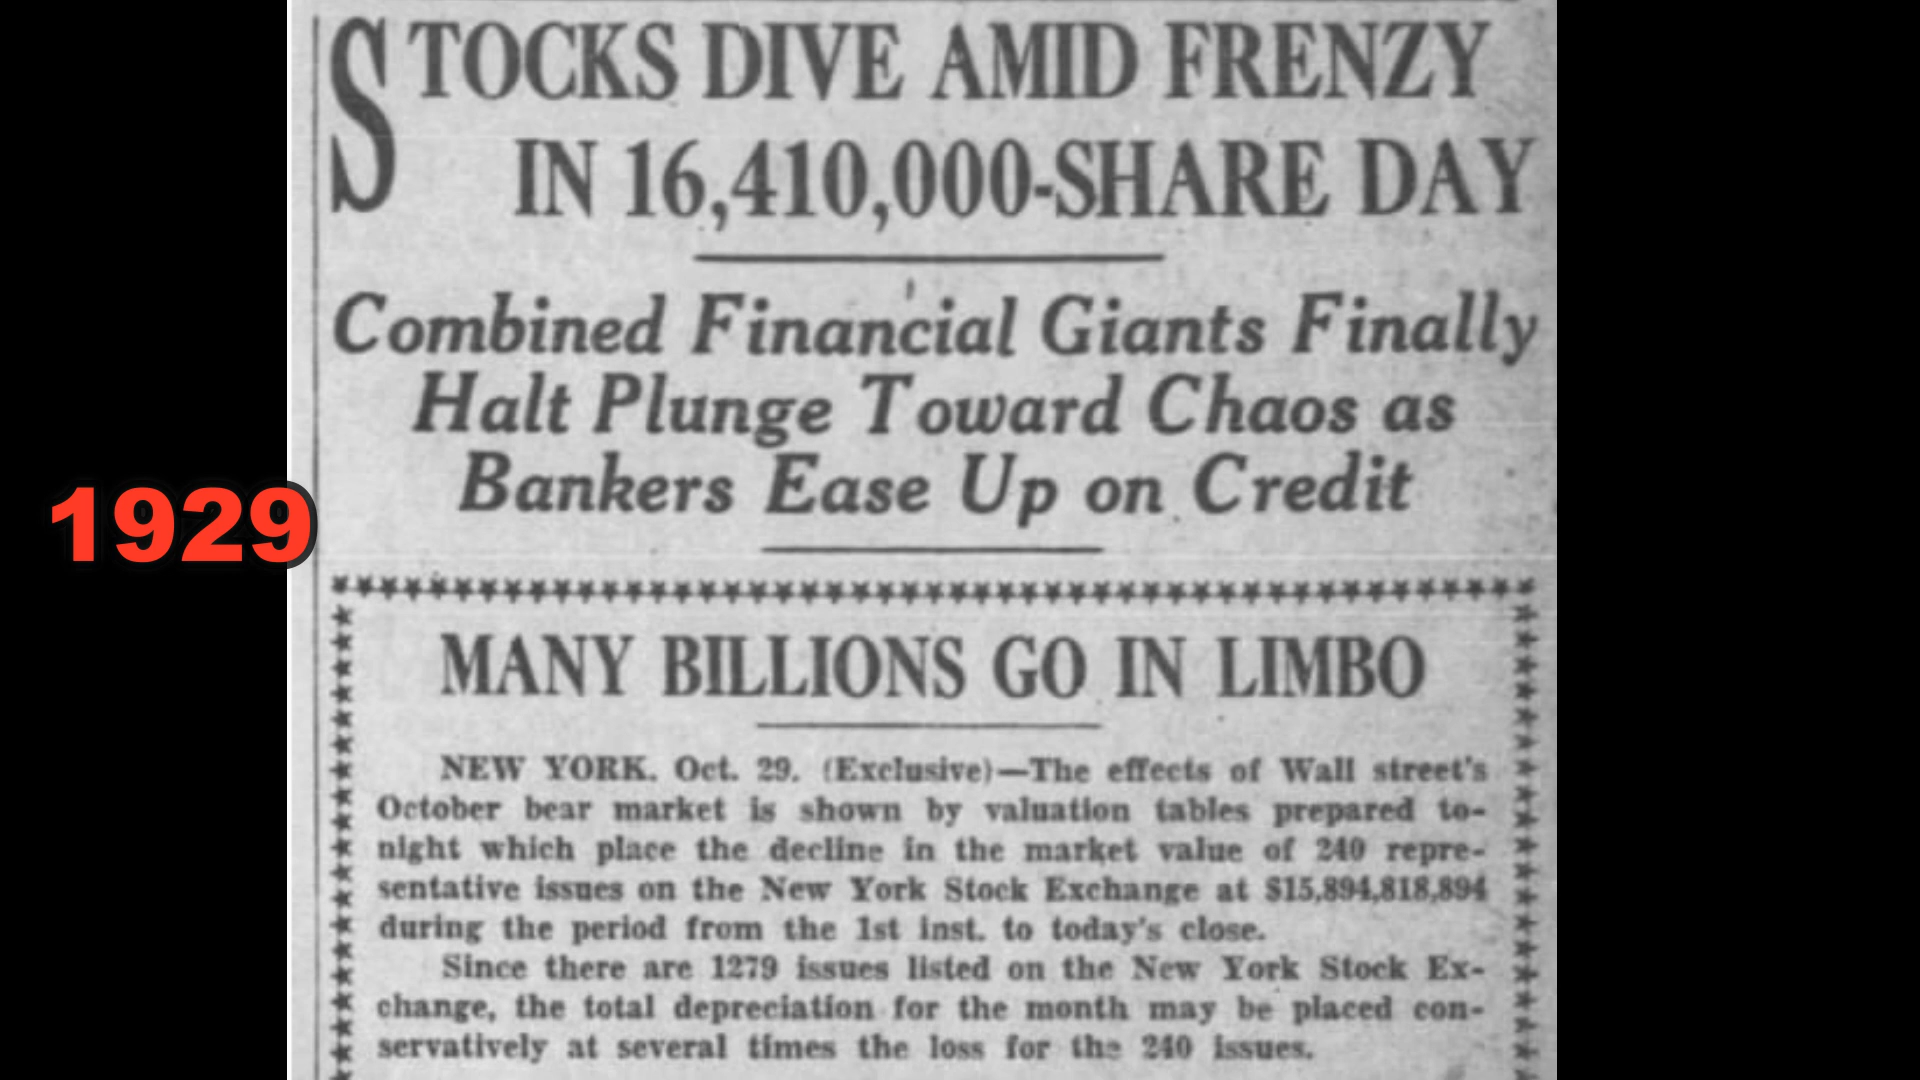 STOCKS DIVE AMID FRENZY
IN 16,410,000-SHARE DAY
Combined Financial Giants Finally
Halt Plunge Toward Chaos as
Bankers Ease Up on Credit
1929
MANY BILLIONS GO IN LIMBO
NEW YORK. Oct. 29. (Exclusive)—The effects of Wall street's
October bear market is shown by valuation tables prepared to-
night which place the decline in the market value of 240 repre-
sentative issues on the New York Stock Exchange at $15,894,818,894
during the period from the 1st inst. to today's close.
Since there are 1279 issues listed on the New York Stock Ex-
change, the total depreciation for the month may be placed con-
servatively at several times the loss for the 240 issues.